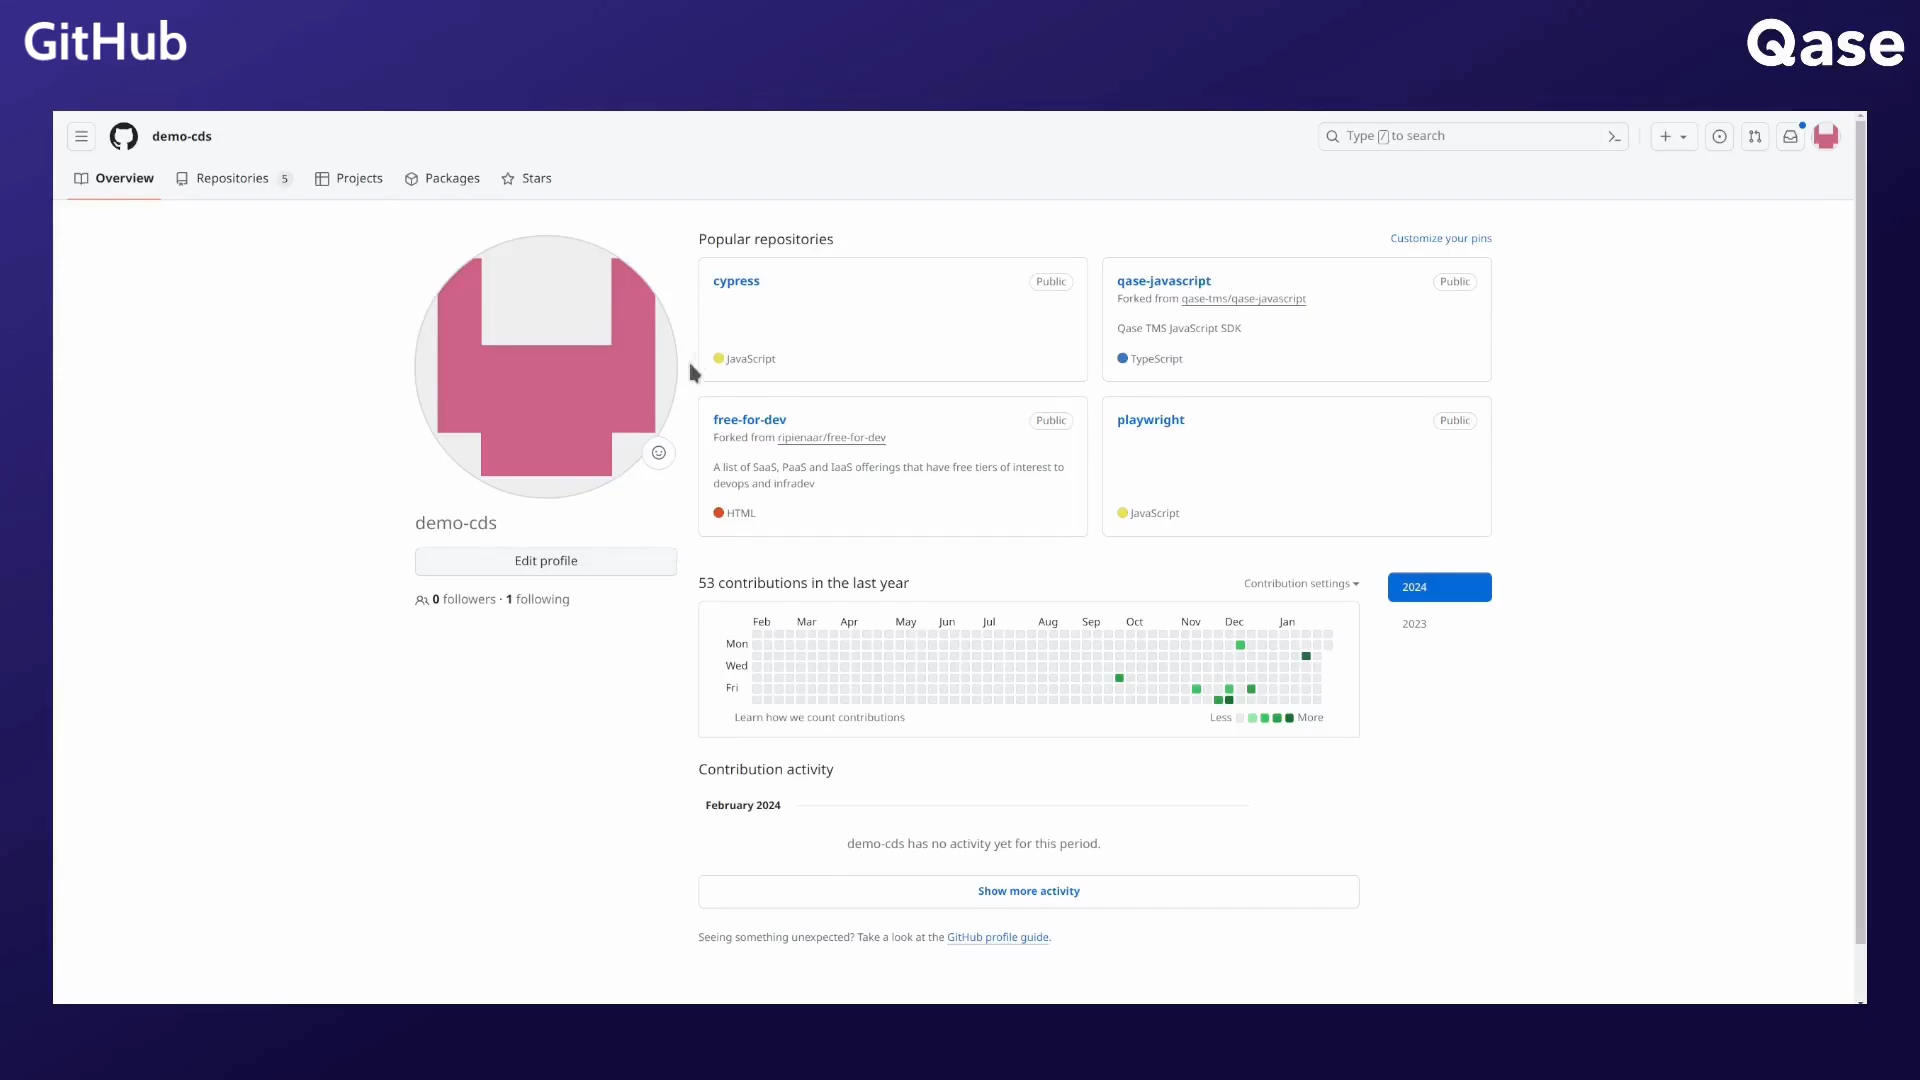 GitHub
Qase
demo-cds
Type / to search
Overview
Repositories 5
Projects
Packages
Stars
Popular repositories
Customize your pins
cypress
Public
JavaScript
qase-javascript
Public
Forked from qase-tms/qase-javascript
Qase TMS JavaScript SDK
TypeScript
free-for-dev
Public
Forked from ripienaar/free-for-dev
A list of SaaS, PaaS and IaaS offerings that have free tiers of interest to
devops and infradev
HTML
playwright
Public
JavaScript
demo-cds
Edit profile
0 followers · 1 following
53 contributions in the last year
Contribution settings
2024
2023
Feb Mar Apr May Jun Jul Aug Sep Oct Nov Dec Jan
Mon
Wed
Fri
Learn how we count contributions
Less
More
Contribution activity
February 2024
demo-cds has no activity yet for this period.
Show more activity
Seeing something unexpected? Take a look at the GitHub profile guide.